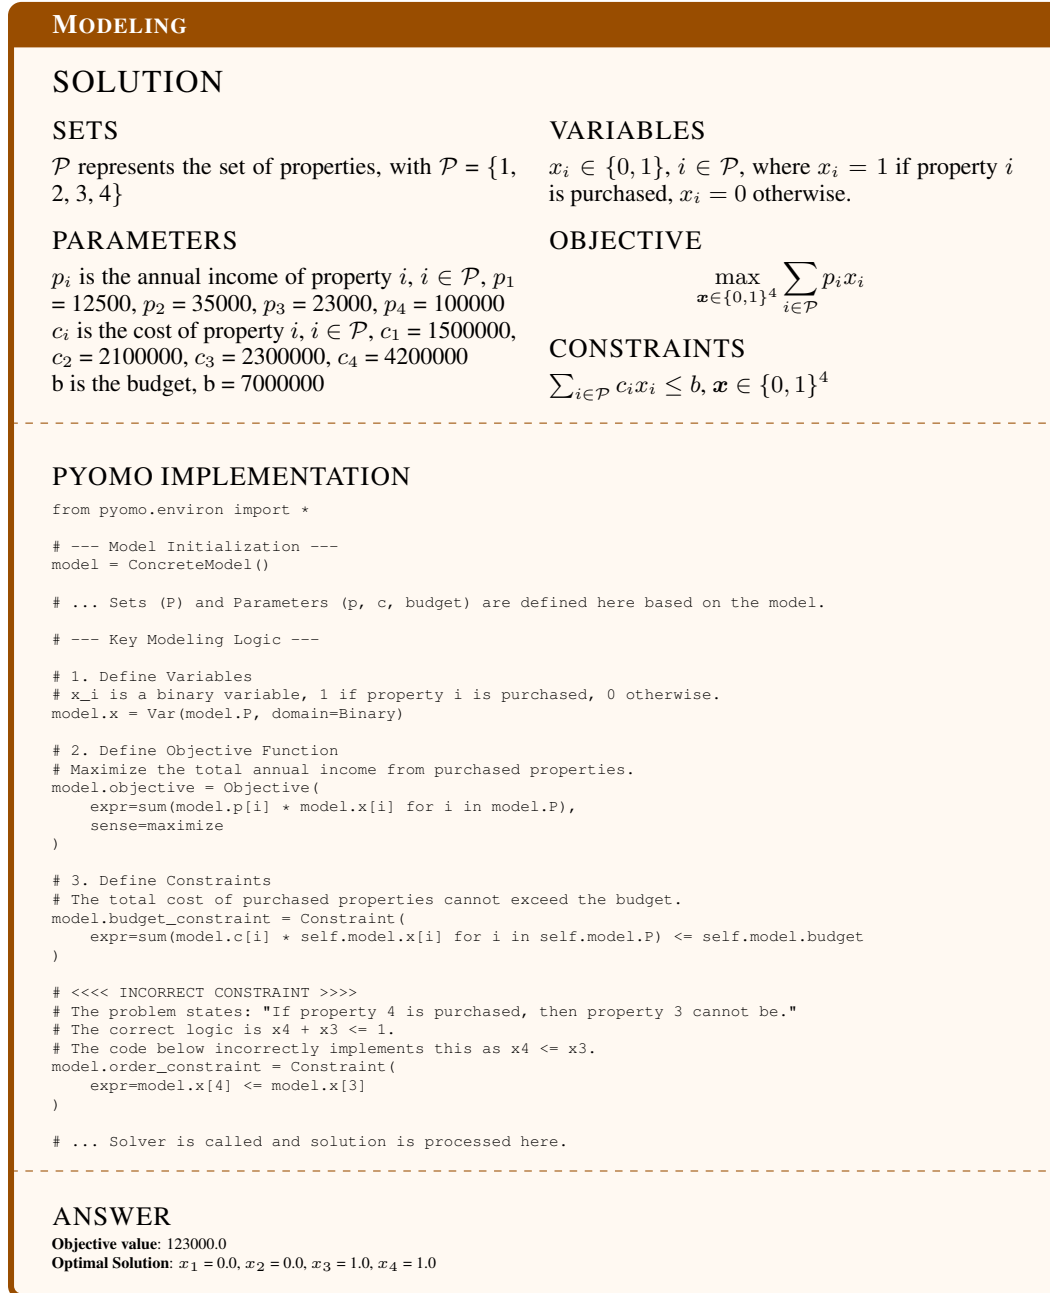 MODELING
SOLUTION
SETS
𝒫 represents the set of properties, with 𝒫 = {1,
2, 3, 4}
PARAMETERS
p_i is the annual income of property i, i ∈ 𝒫, p_1
= 12500, p_2 = 35000, p_3 = 23000, p_4 = 100000
c_i is the cost of property i, i ∈ 𝒫, c_1 = 1500000,
c_2 = 2100000, c_3 = 2300000, c_4 = 4200000
b is the budget, b = 7000000
VARIABLES
x_i ∈ {0, 1}, i ∈ 𝒫, where x_i = 1 if property i
is purchased, x_i = 0 otherwise.
OBJECTIVE
max_{x∈{0,1}^4} ∑_{i∈𝒫} p_i x_i
CONSTRAINTS
∑_{i∈𝒫} c_i x_i ≤ b, x ∈ {0, 1}^4
PYOMO IMPLEMENTATION
from pyomo.environ import *
# --- Model Initialization ---
model = ConcreteModel()
# ... Sets (P) and Parameters (p, c, budget) are defined here based on the model.
# --- Key Modeling Logic ---
# 1. Define Variables
# x_i is a binary variable, 1 if property i is purchased, 0 otherwise.
model.x = Var(model.P, domain=Binary)
# 2. Define Objective Function
# Maximize the total annual income from purchased properties.
model.objective = Objective(
    expr=sum(model.p[i] * model.x[i] for i in model.P),
    sense=maximize
)
# 3. Define Constraints
# The total cost of purchased properties cannot exceed the budget.
model.budget_constraint = Constraint(
    expr=sum(model.c[i] * self.model.x[i] for i in self.model.P) <= self.model.budget
)
# <<<< INCORRECT CONSTRAINT >>>>
# The problem states: "If property 4 is purchased, then property 3 cannot be."
# The correct logic is x4 + x3 <= 1.
# The code below incorrectly implements this as x4 <= x3.
model.order_constraint = Constraint(
    expr=model.x[4] <= model.x[3]
)
# ... Solver is called and solution is processed here.
ANSWER
Objective value: 123000.0
Optimal Solution: x_1 = 0.0, x_2 = 0.0, x_3 = 1.0, x_4 = 1.0